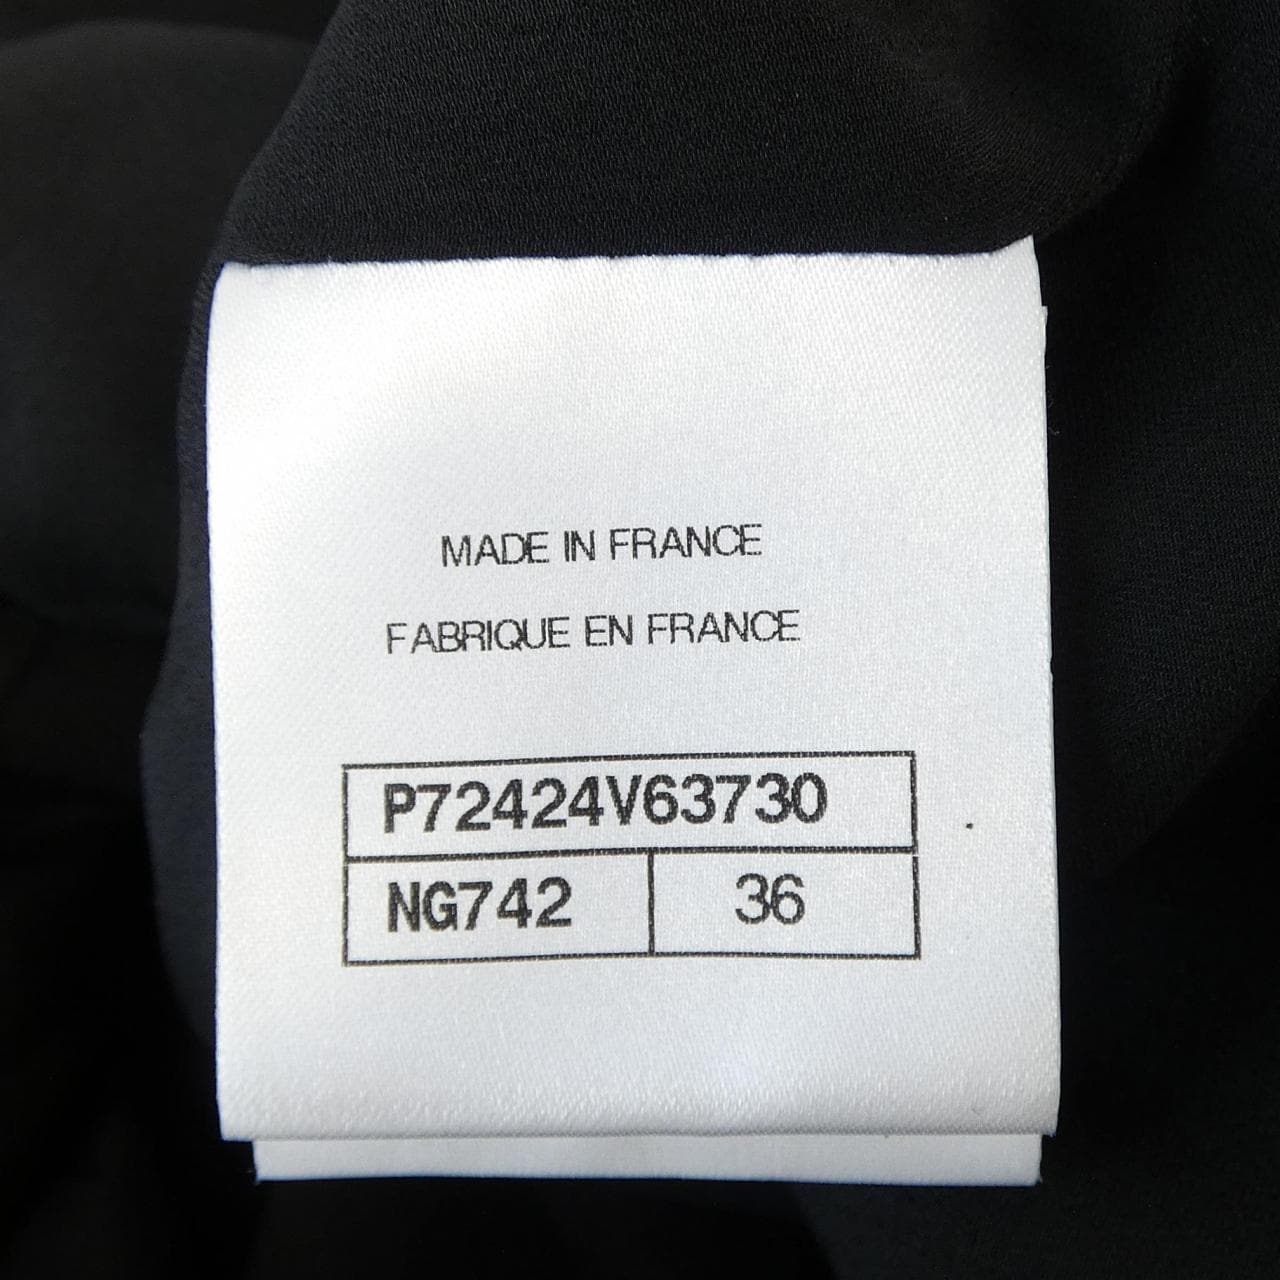 MADE IN FRANCE
FABRIQUE EN FRANCE
P72424V63730
NG742 36